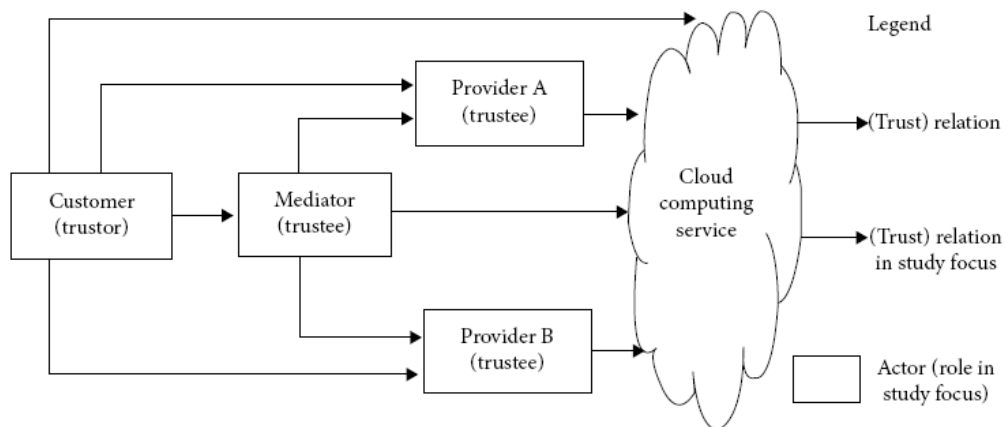 Legend
Provider A
(trustee)
(Trust) relation
Customer
(trustor)
Mediator
(trustee)
Cloud
computing
service
(Trust) relation
in study focus
Provider B
(trustee)
Actor (role in
study focus)